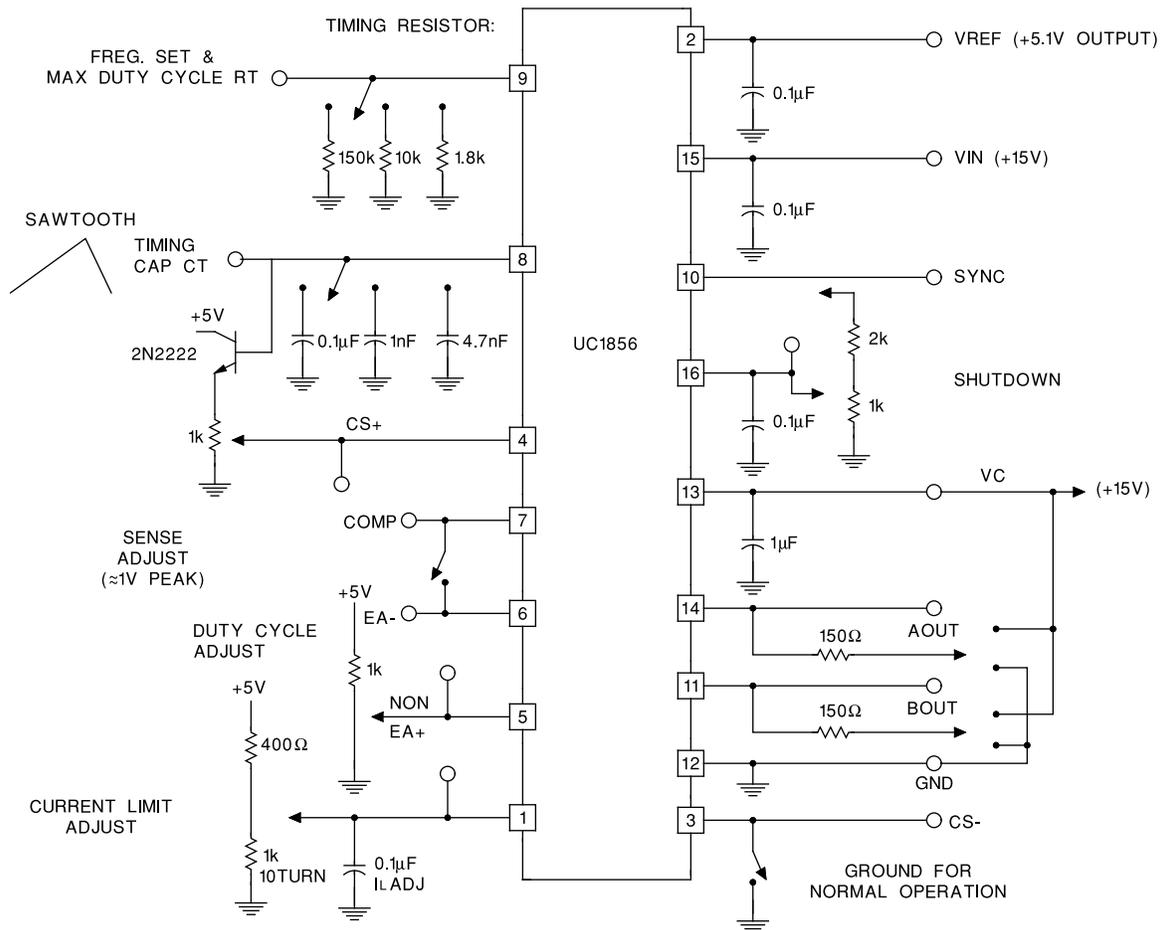 TIMING RESISTOR:
FREG. SET &
MAX DUTY CYCLE RT
9
150k
10k
1.8k
SAWTOOTH
TIMING
CAP CT
8
+5V
2N2222
0.1µF
1nF
4.7nF
1k
CS+
4
COMP
7
SENSE
ADJUST
(≈1V PEAK)
EA-
6
+5V
1k
DUTY CYCLE
ADJUST
NON
EA+
5
+5V
400Ω
CURRENT LIMIT
ADJUST
1
1k
10TURN
0.1µF
IL ADJ
UC1856
2
VREF (+5.1V OUTPUT)
0.1µF
15
VIN (+15V)
0.1µF
10
SYNC
2k
16
SHUTDOWN
1k
0.1µF
13
VC
(+15V)
1µF
14
AOUT
150Ω
11
BOUT
150Ω
12
GND
3
CS-
GROUND FOR
NORMAL OPERATION